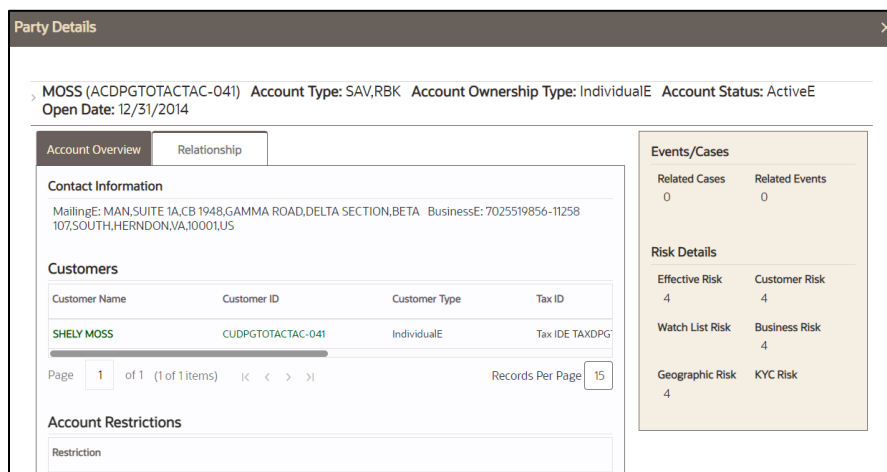 Party Details
MOSS (ACDPGTOTACTAC-041) Account Type: SAV,RBK Account Ownership Type: IndividualE Account Status: ActiveE
Open Date: 12/31/2014
Account Overview Relationship
Contact Information
MailingE: MAN,SUITE 1A,CB 1948,GAMMA ROAD,DELTA SECTION,BETA BusinessE: 7025519856-11258
107,SOUTH,HERNDON,VA,10001,US
Customers
Customer Name Customer ID Customer Type Tax ID
SHELY MOSS CUDPGTOTACTAC-041 IndividualE Tax IDE TAXDPG
Page 1 of 1 (1 of 1 items) Records Per Page 15
Account Restrictions
Restriction
Events/Cases
Related Cases Related Events
0 0
Risk Details
Effective Risk Customer Risk
4 4
Watch List Risk Business Risk
4
Geographic Risk KYC Risk
4